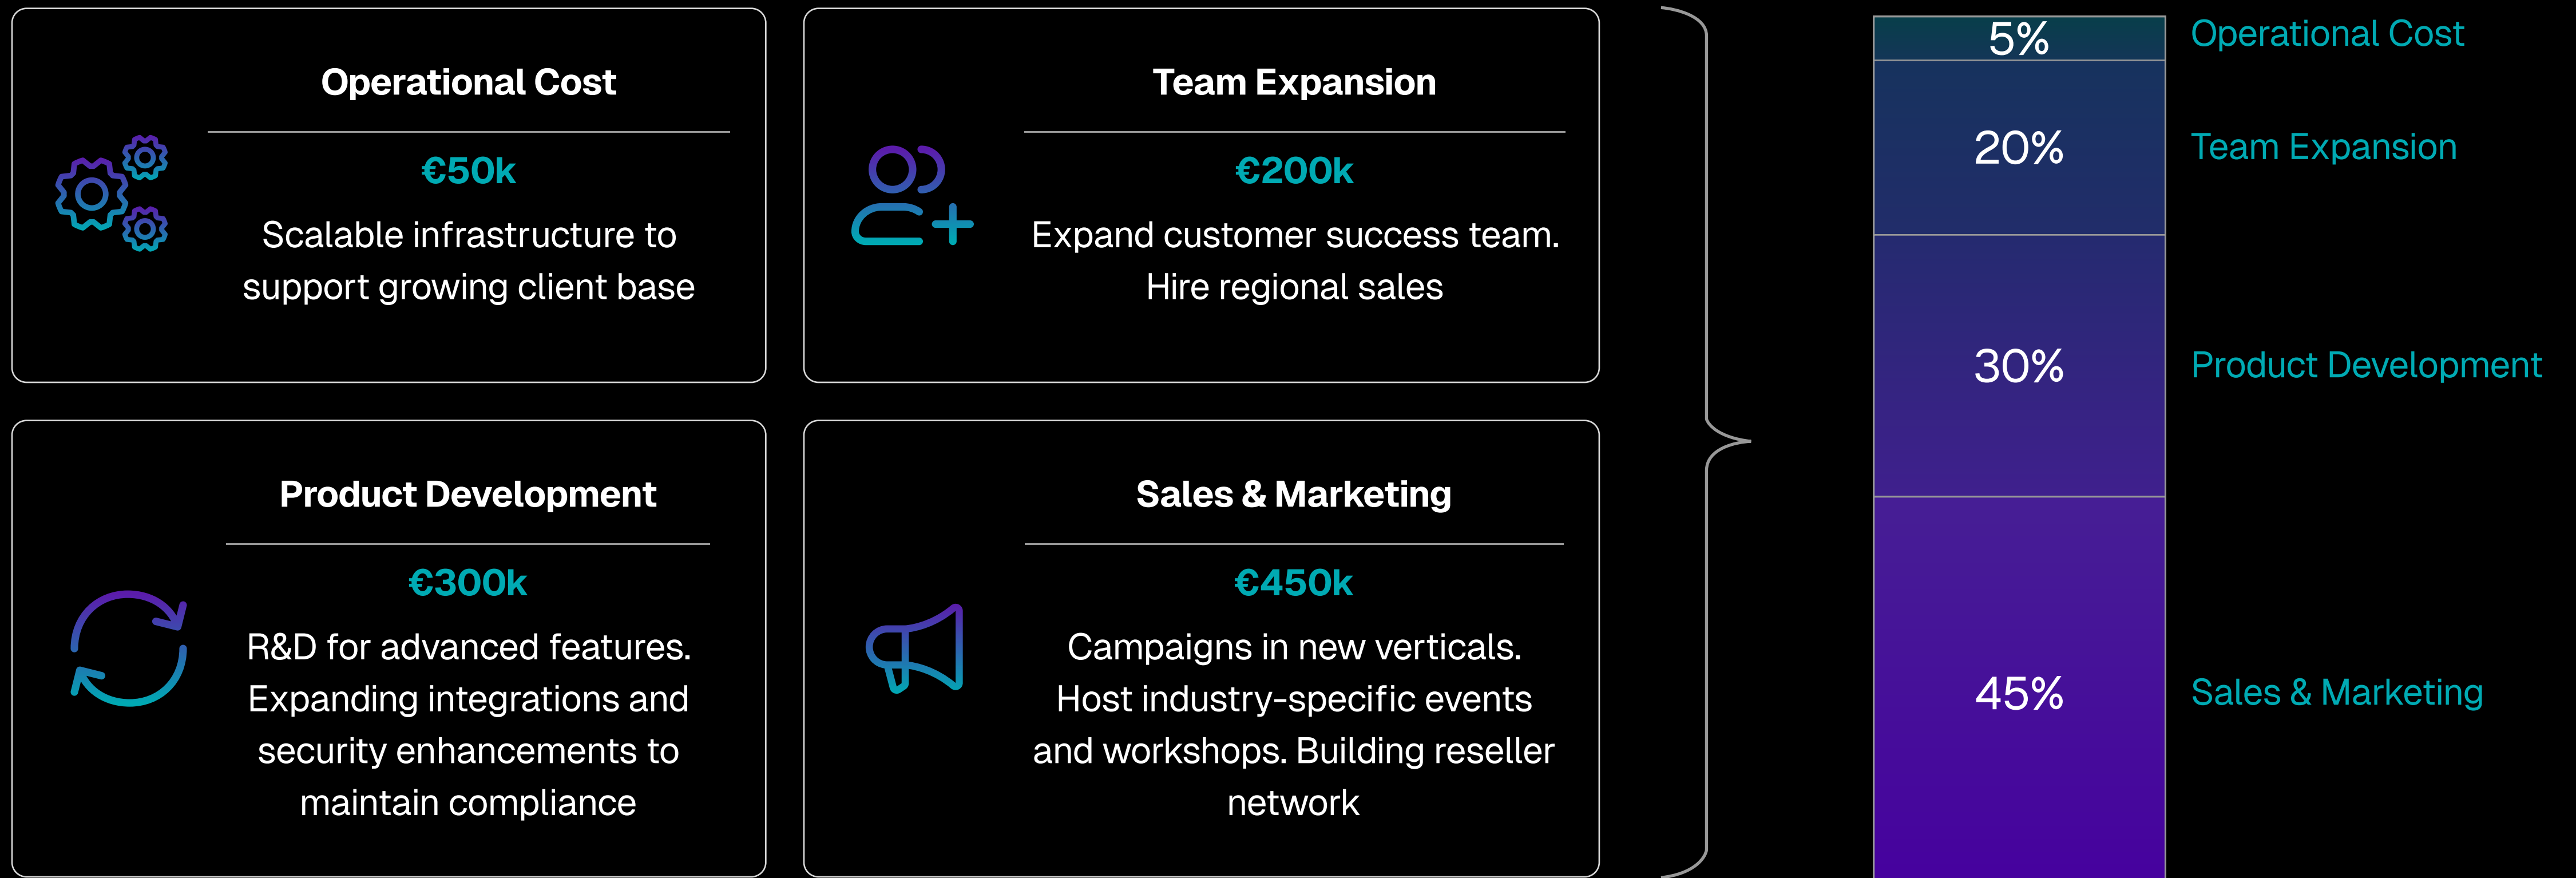 Operational Cost
€50k
Scalable infrastructure to
support growing client base
Team Expansion
€200k
Expand customer success team.
Hire regional sales
Product Development
€300k
R&D for advanced features.
Expanding integrations and
security enhancements to
maintain compliance
Sales & Marketing
€450k
Campaigns in new verticals.
Host industry-specific events
and workshops. Building reseller
network
5%
Operational Cost
20%
Team Expansion
30%
Product Development
45%
Sales & Marketing